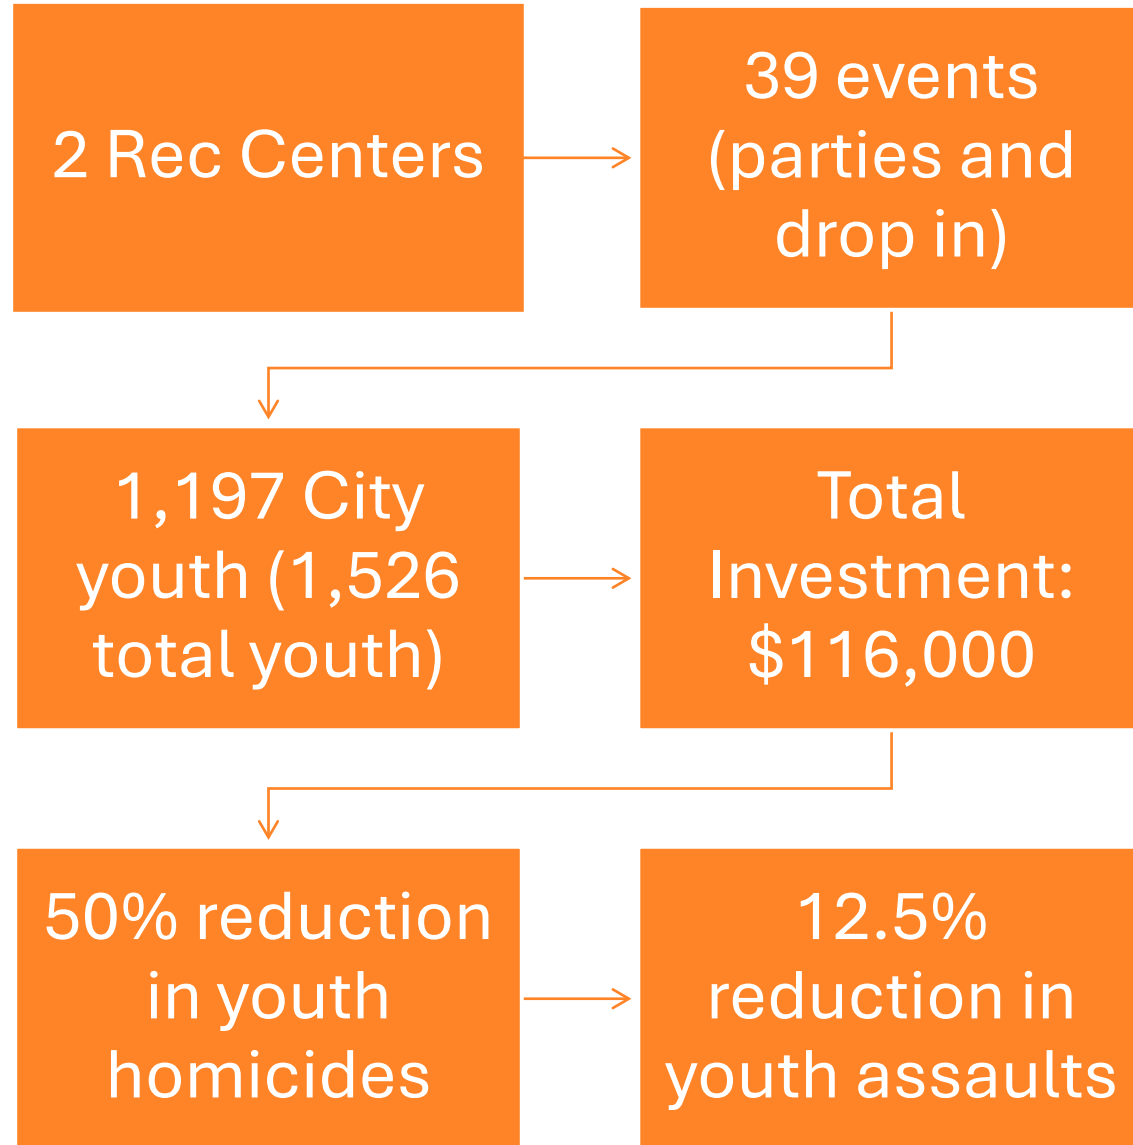 2 Rec Centers
39 events
(parties and
drop in)
1,197 City
youth (1,526
total youth)
Total
Investment:
$116,000
50% reduction
in youth
homicides
12.5%
reduction in
youth assaults